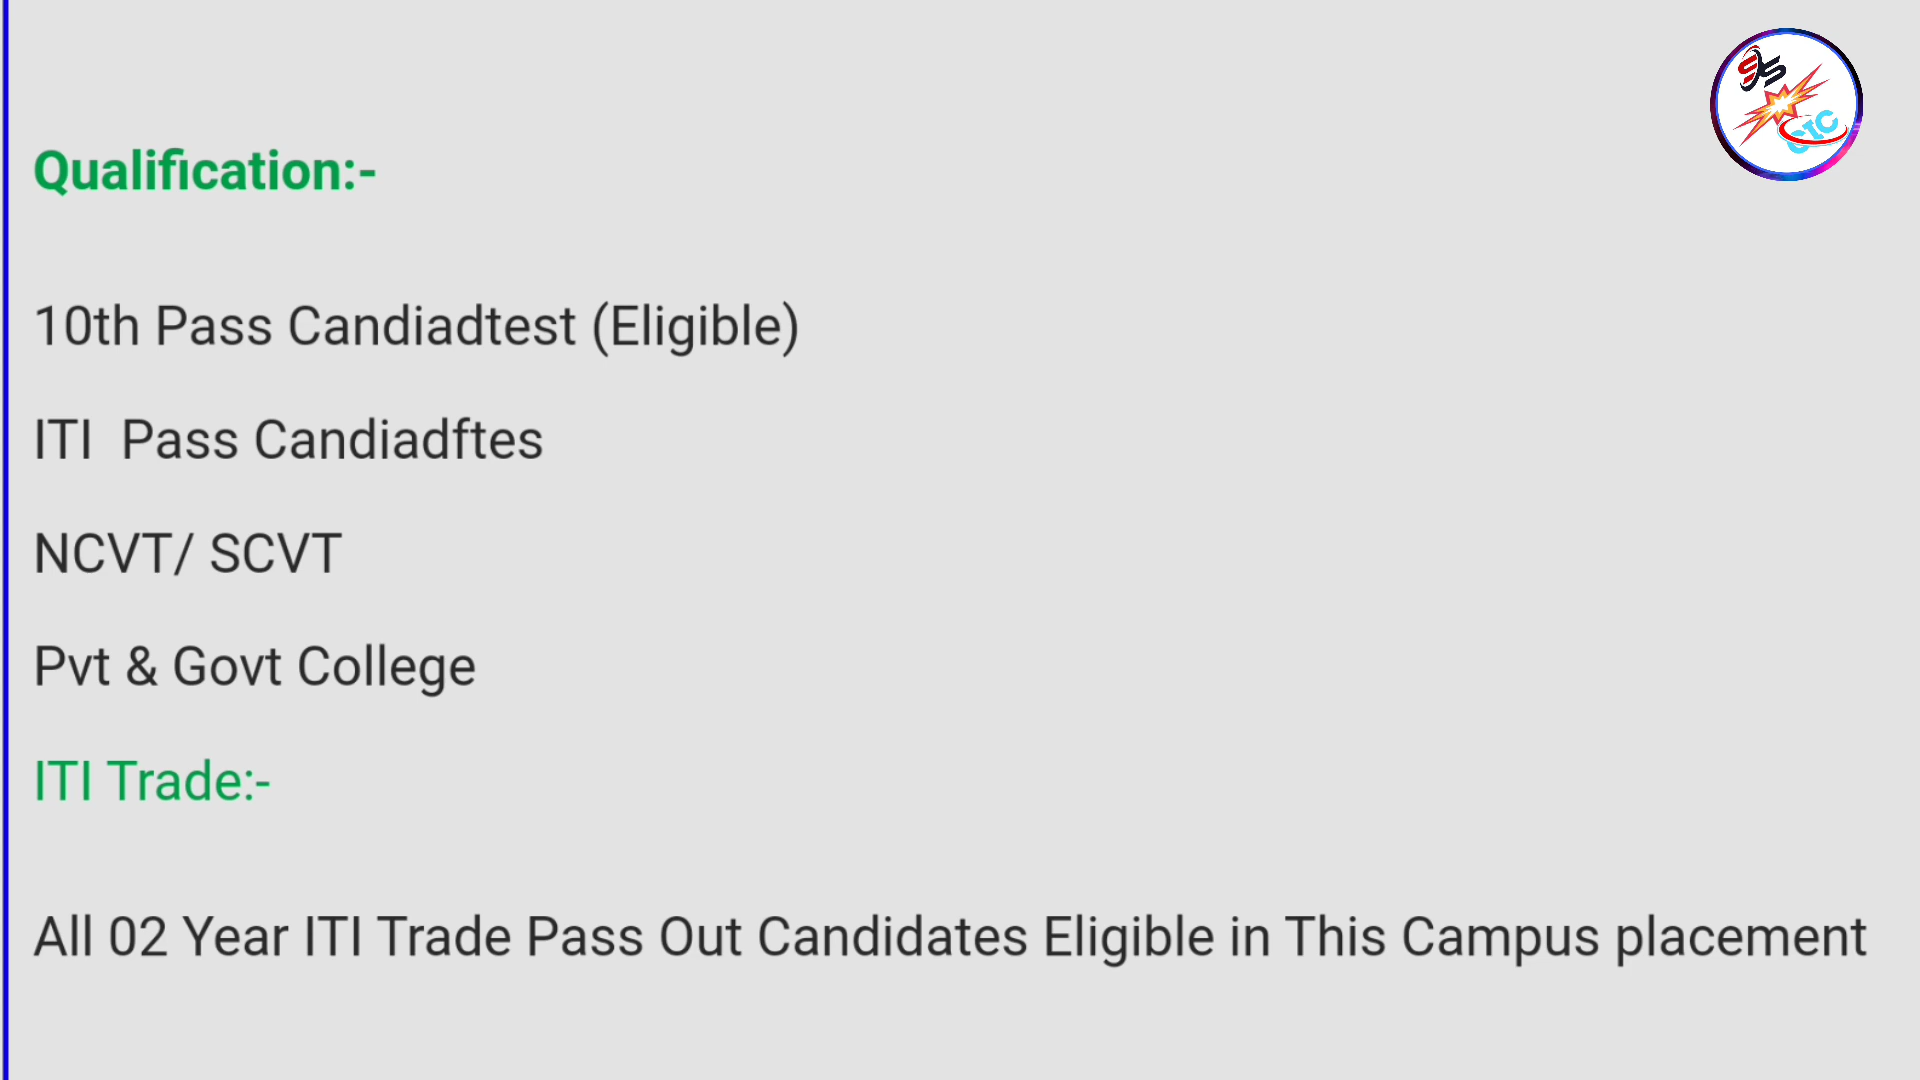 Qualification:-
10th Pass Candiadtest (Eligible)
ITI  Pass Candiadftes
NCVT/ SCVT
Pvt & Govt College
ITI Trade:-
All 02 Year ITI Trade Pass Out Candidates Eligible in This Campus placement